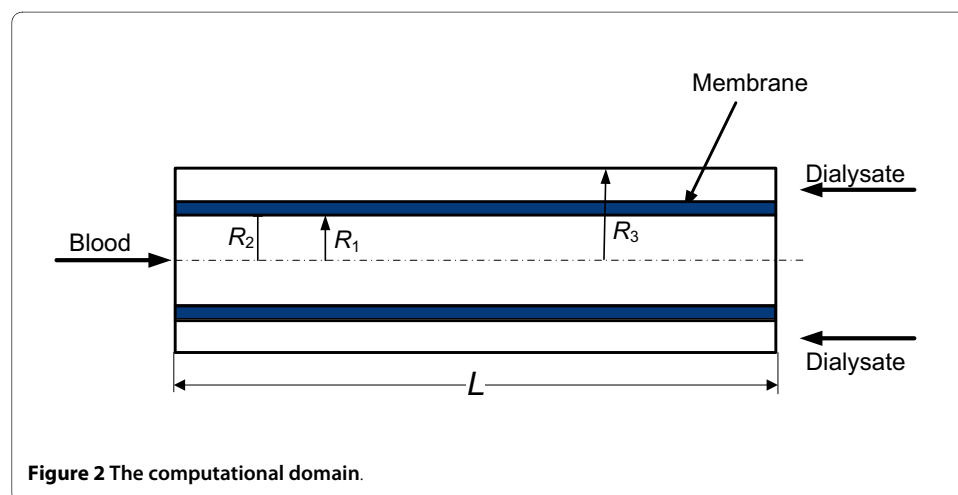 Membrane
Dialysate
Blood
R2
R1
R3
Dialysate
L
Figure 2 The computational domain.